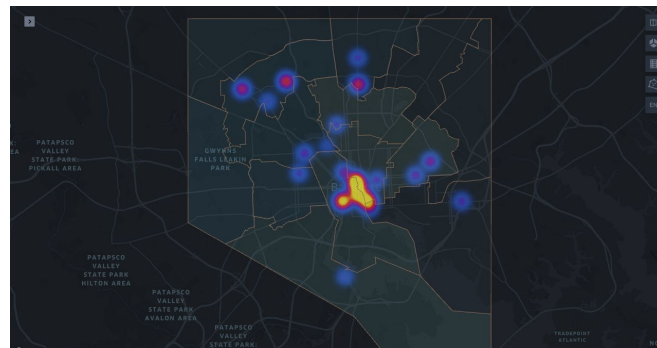 EN
PATAPSCO
VALLEY
STATE PARK:
PICKALL AREA
GWYNNS
FALLS LEAKIN
PARK
B
PATAPSCO
VALLEY
STATE PARK
HILTON AREA
PATAPSCO
VALLEY
STATE PARK
AVALON AREA
PATAPSCO
VALLEY
STATE PARK:
TRADEPOINT
ATLANTIC